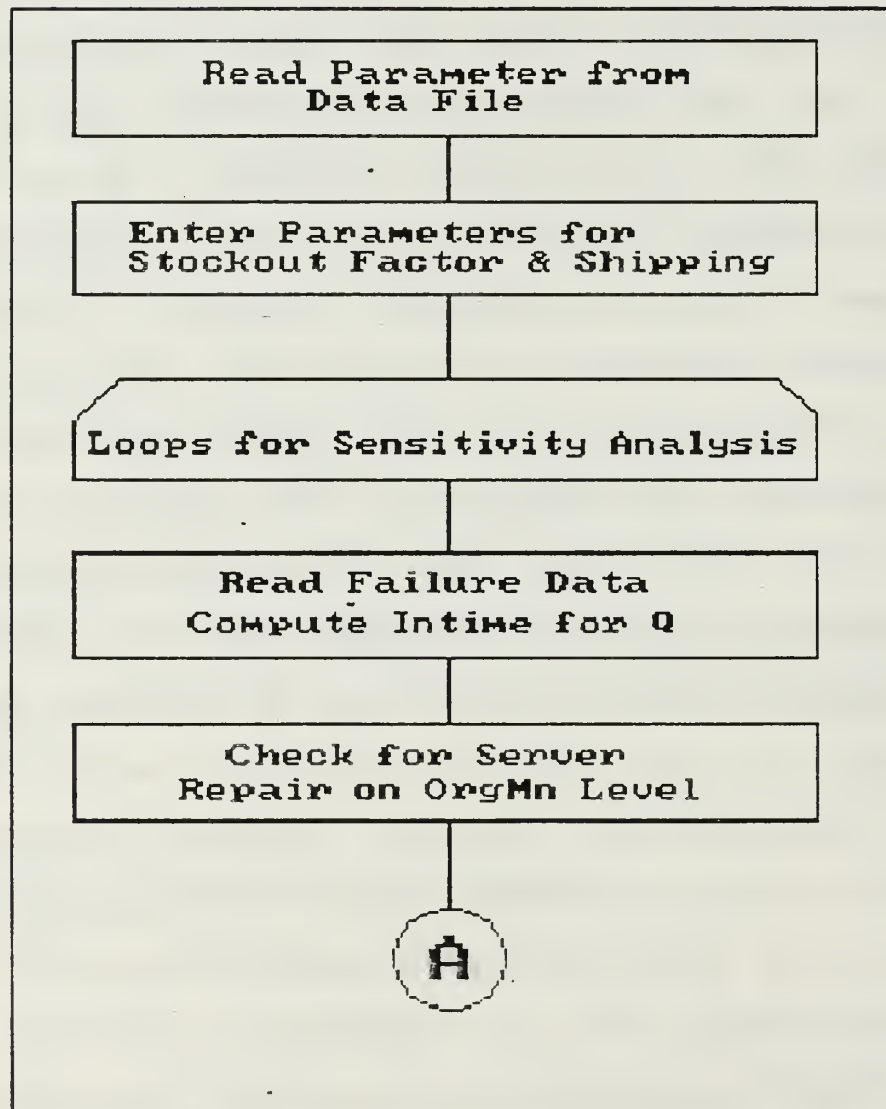 Read Parameter from
Data File
Enter Parameters for
Stockout Factor & Shipping
Loops for Sensitivity Analysis
Read Failure Data
Compute Intime for Q
Check for Server
Repair on OrgMn Level
A